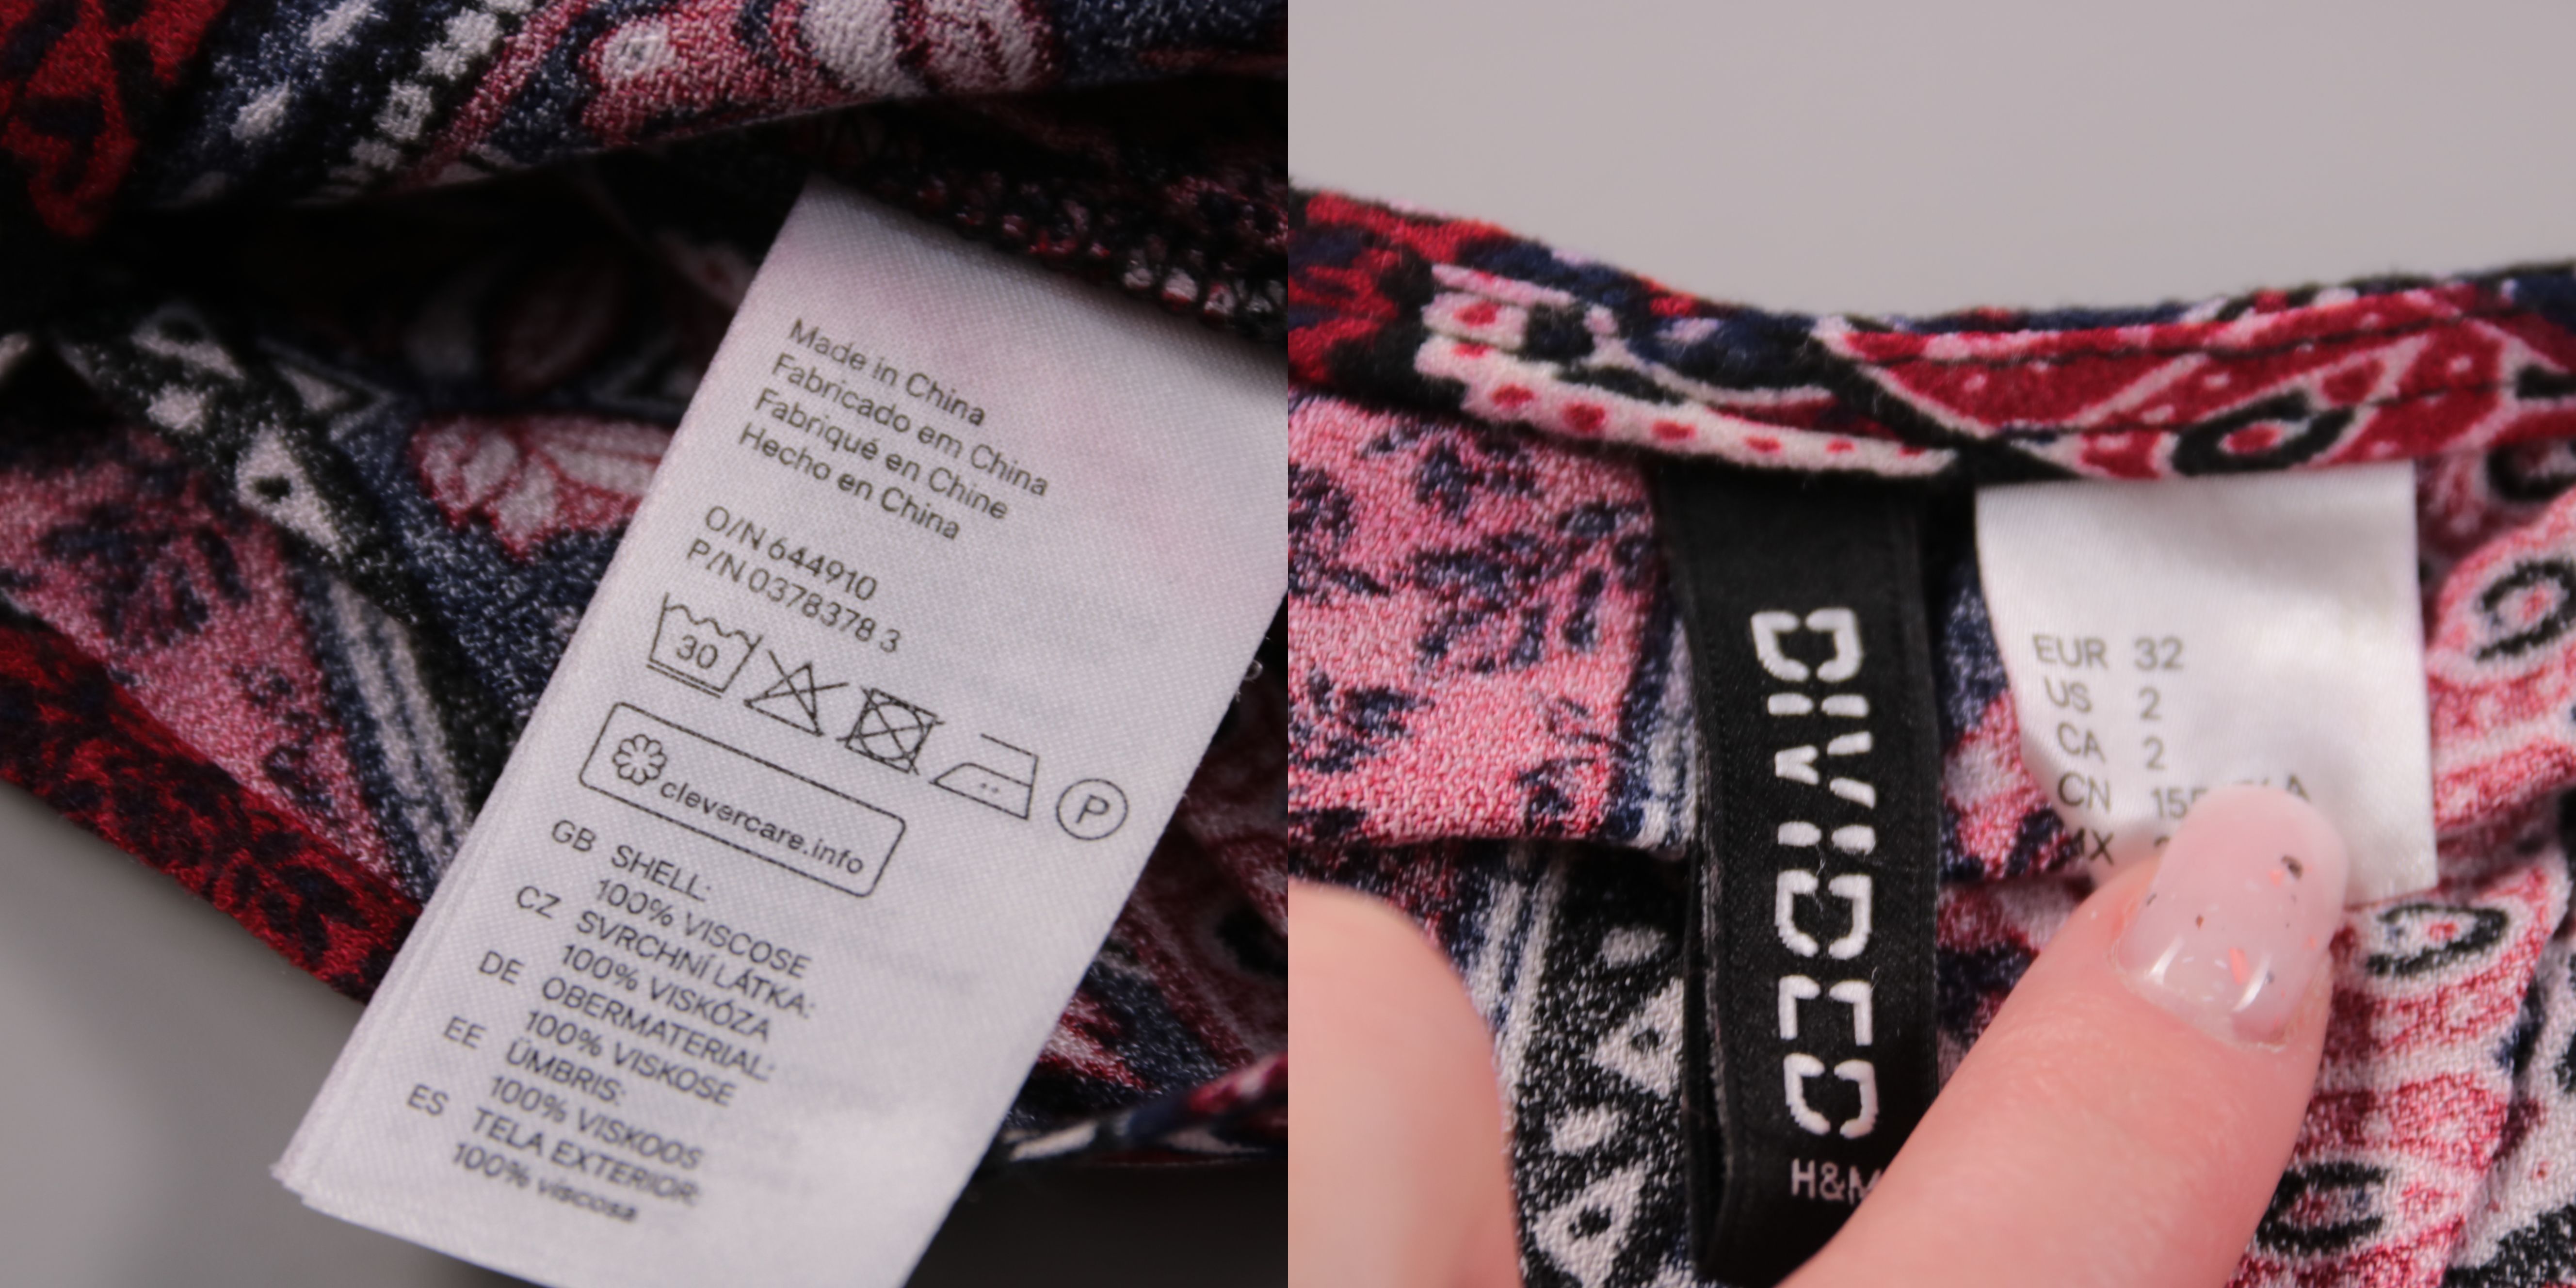 Made in China
Fabricado em China
Fabriqué en Chine
Hecho en China
O/N 644910
P/N 0378378 3
30
P
clevercare.info
GB SHELL:
100% VISCOSE
CZ SVRCHNÍ LÁTKA:
100% VISKÓZA
DE OBERMATERIAL:
100% VISKOSE
EE ÜMBRIS:
100% VISKOOS
ES TELA EXTERIOR:
100% viscosa
DIVIDED
H&M
EUR 32
US 2
CA 2
CN
MX